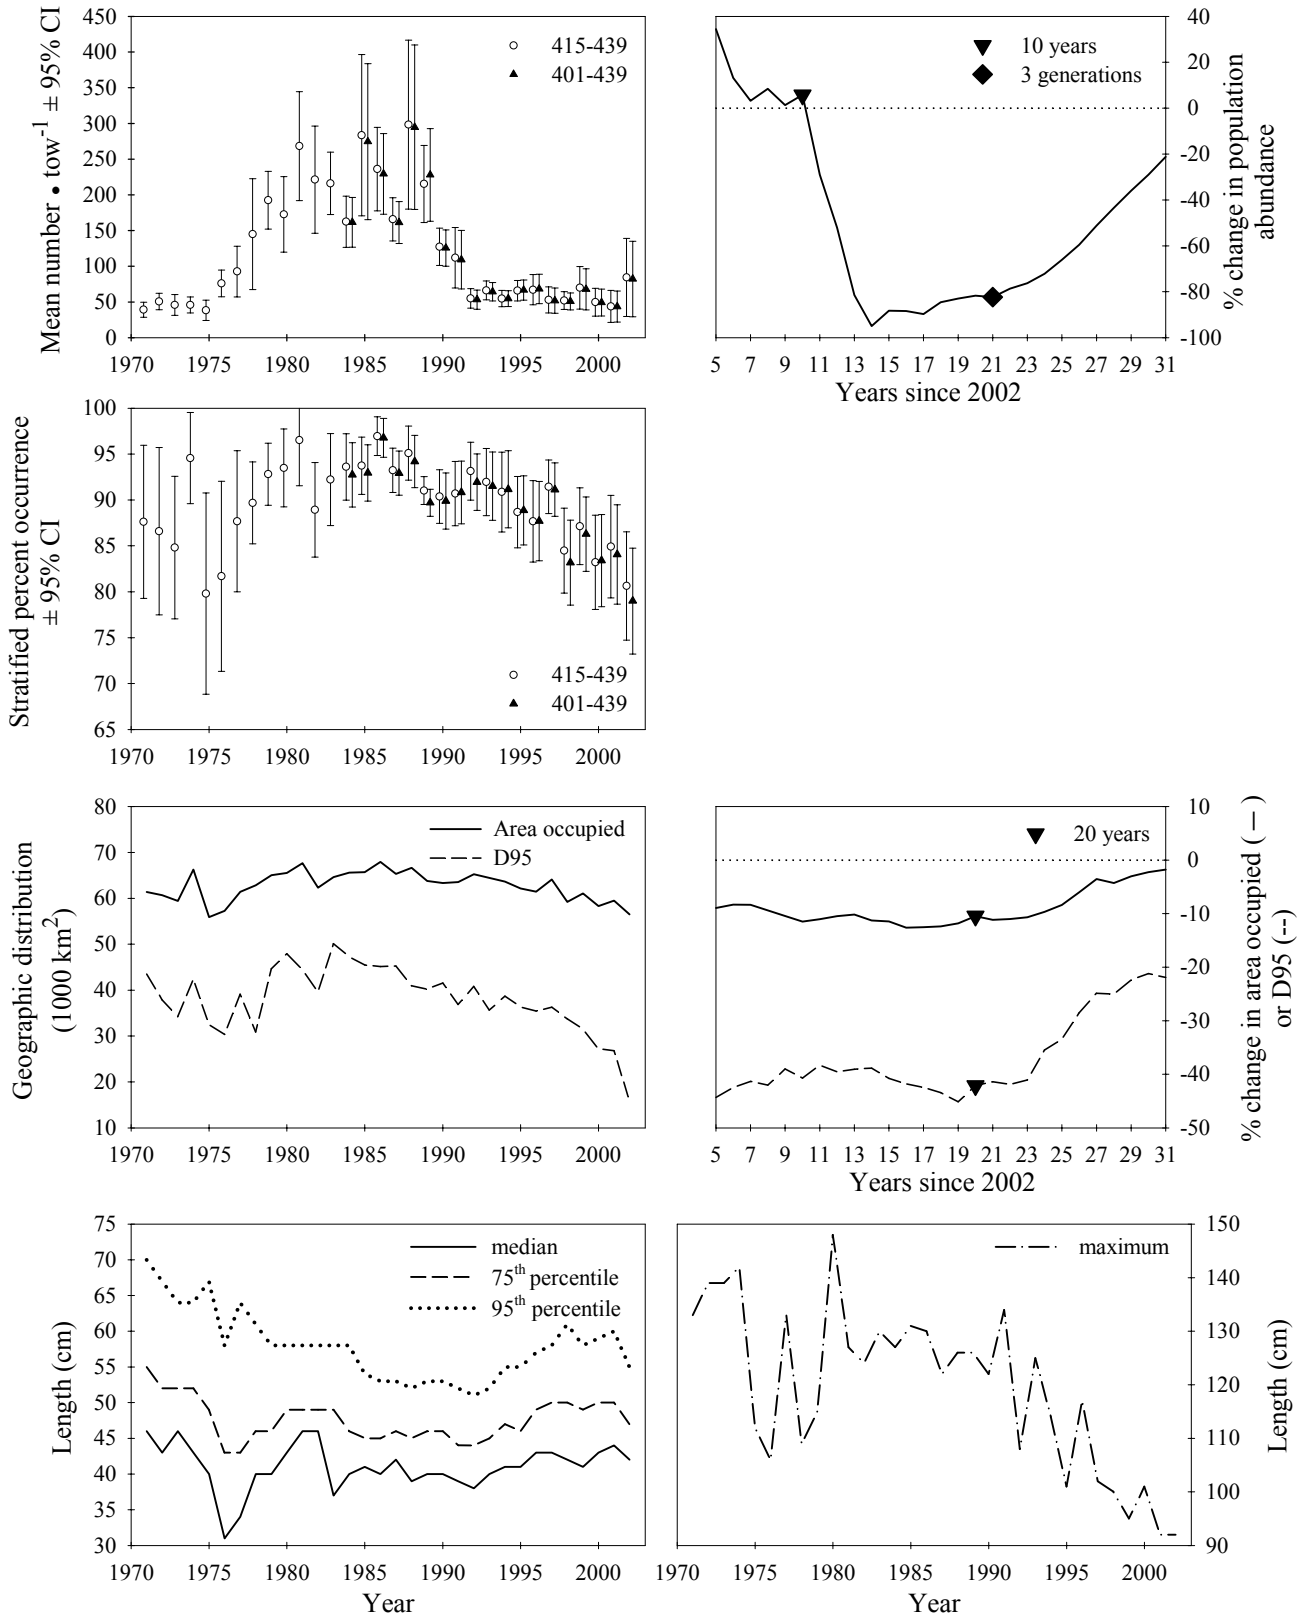 Mean number • tow-1 ± 95% CI
450
400
350
300
250
200
150
100
50
0
415-439
401-439
1970 1975 1980 1985 1990 1995 2000
10 years
3 generations
40
20
0
-20
-40
-60
-80
-100
% change in population
abundance
5 7 9 11 13 15 17 19 21 23 25 27 29 31
Years since 2002
Stratified percent occurrence
± 95% CI
100
95
90
85
80
75
70
65
415-439
401-439
1970 1975 1980 1985 1990 1995 2000
Geographic distribution
(1000 km2)
80
70
60
50
40
30
20
10
Area occupied
D95
1970 1975 1980 1985 1990 1995 2000
20 years
10
0
-10
-20
-30
-40
-50
% change in area occupied ( — )
or D95 (--)
5 7 9 11 13 15 17 19 21 23 25 27 29 31
Years since 2002
Length (cm)
75
70
65
60
55
50
45
40
35
30
median
75th percentile
95th percentile
1970 1975 1980 1985 1990 1995 2000
Year
maximum
150
140
130
120
110
100
90
Length (cm)
1970 1975 1980 1985 1990 1995 2000
Year